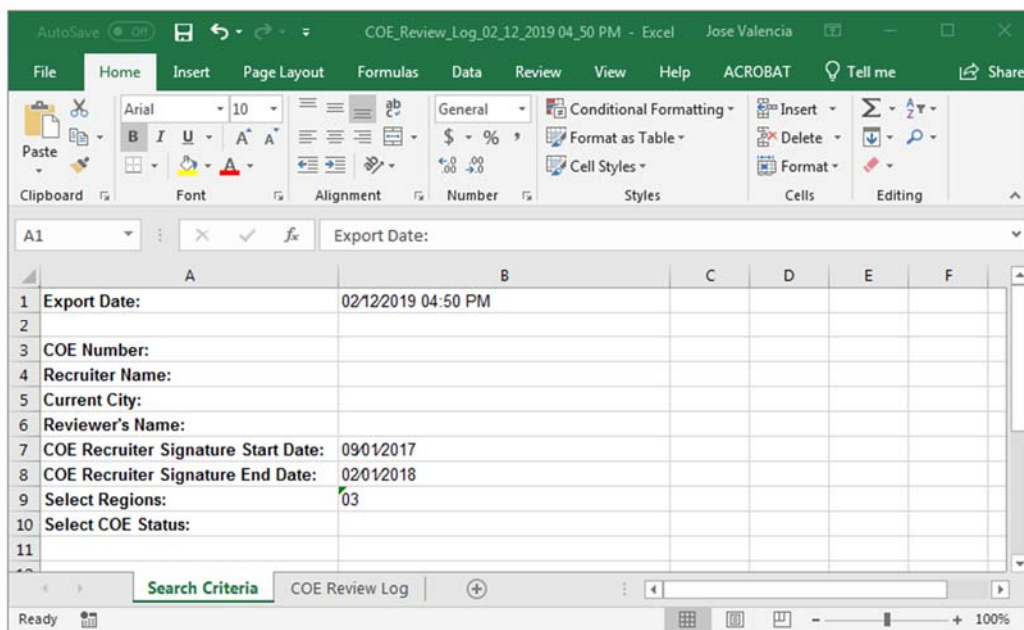 AutoSave Off COE_Review_Log_02_12_2019 04_50 PM - Excel Jose Valencia
File Home Insert Page Layout Formulas Data Review View Help ACROBAT Tell me Share
Paste
Arial 10 ab General Conditional Formatting Insert
B I U A A $ % , Format as Table Delete
A Cell Styles Format
Clipboard Font Alignment Number Styles Cells Editing
A1 fx Export Date:
A B C D E F
1 Export Date: 02/12/2019 04:50 PM
2
3 COE Number:
4 Recruiter Name:
5 Current City:
6 Reviewer's Name:
7 COE Recruiter Signature Start Date: 09/01/2017
8 COE Recruiter Signature End Date: 02/01/2018
9 Select Regions: 03
10 Select COE Status:
11
Search Criteria COE Review Log
Ready 100%